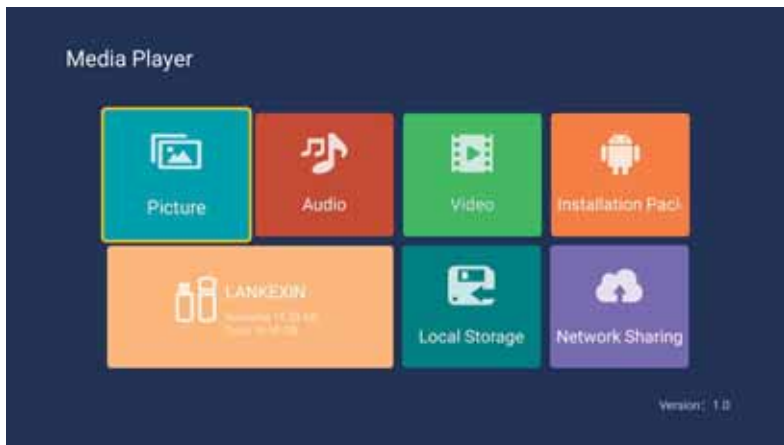 Media Player
Picture
Audio
Video
Installation Pack
LANKEXIN
Local Storage
Network Sharing
Version: 1.0